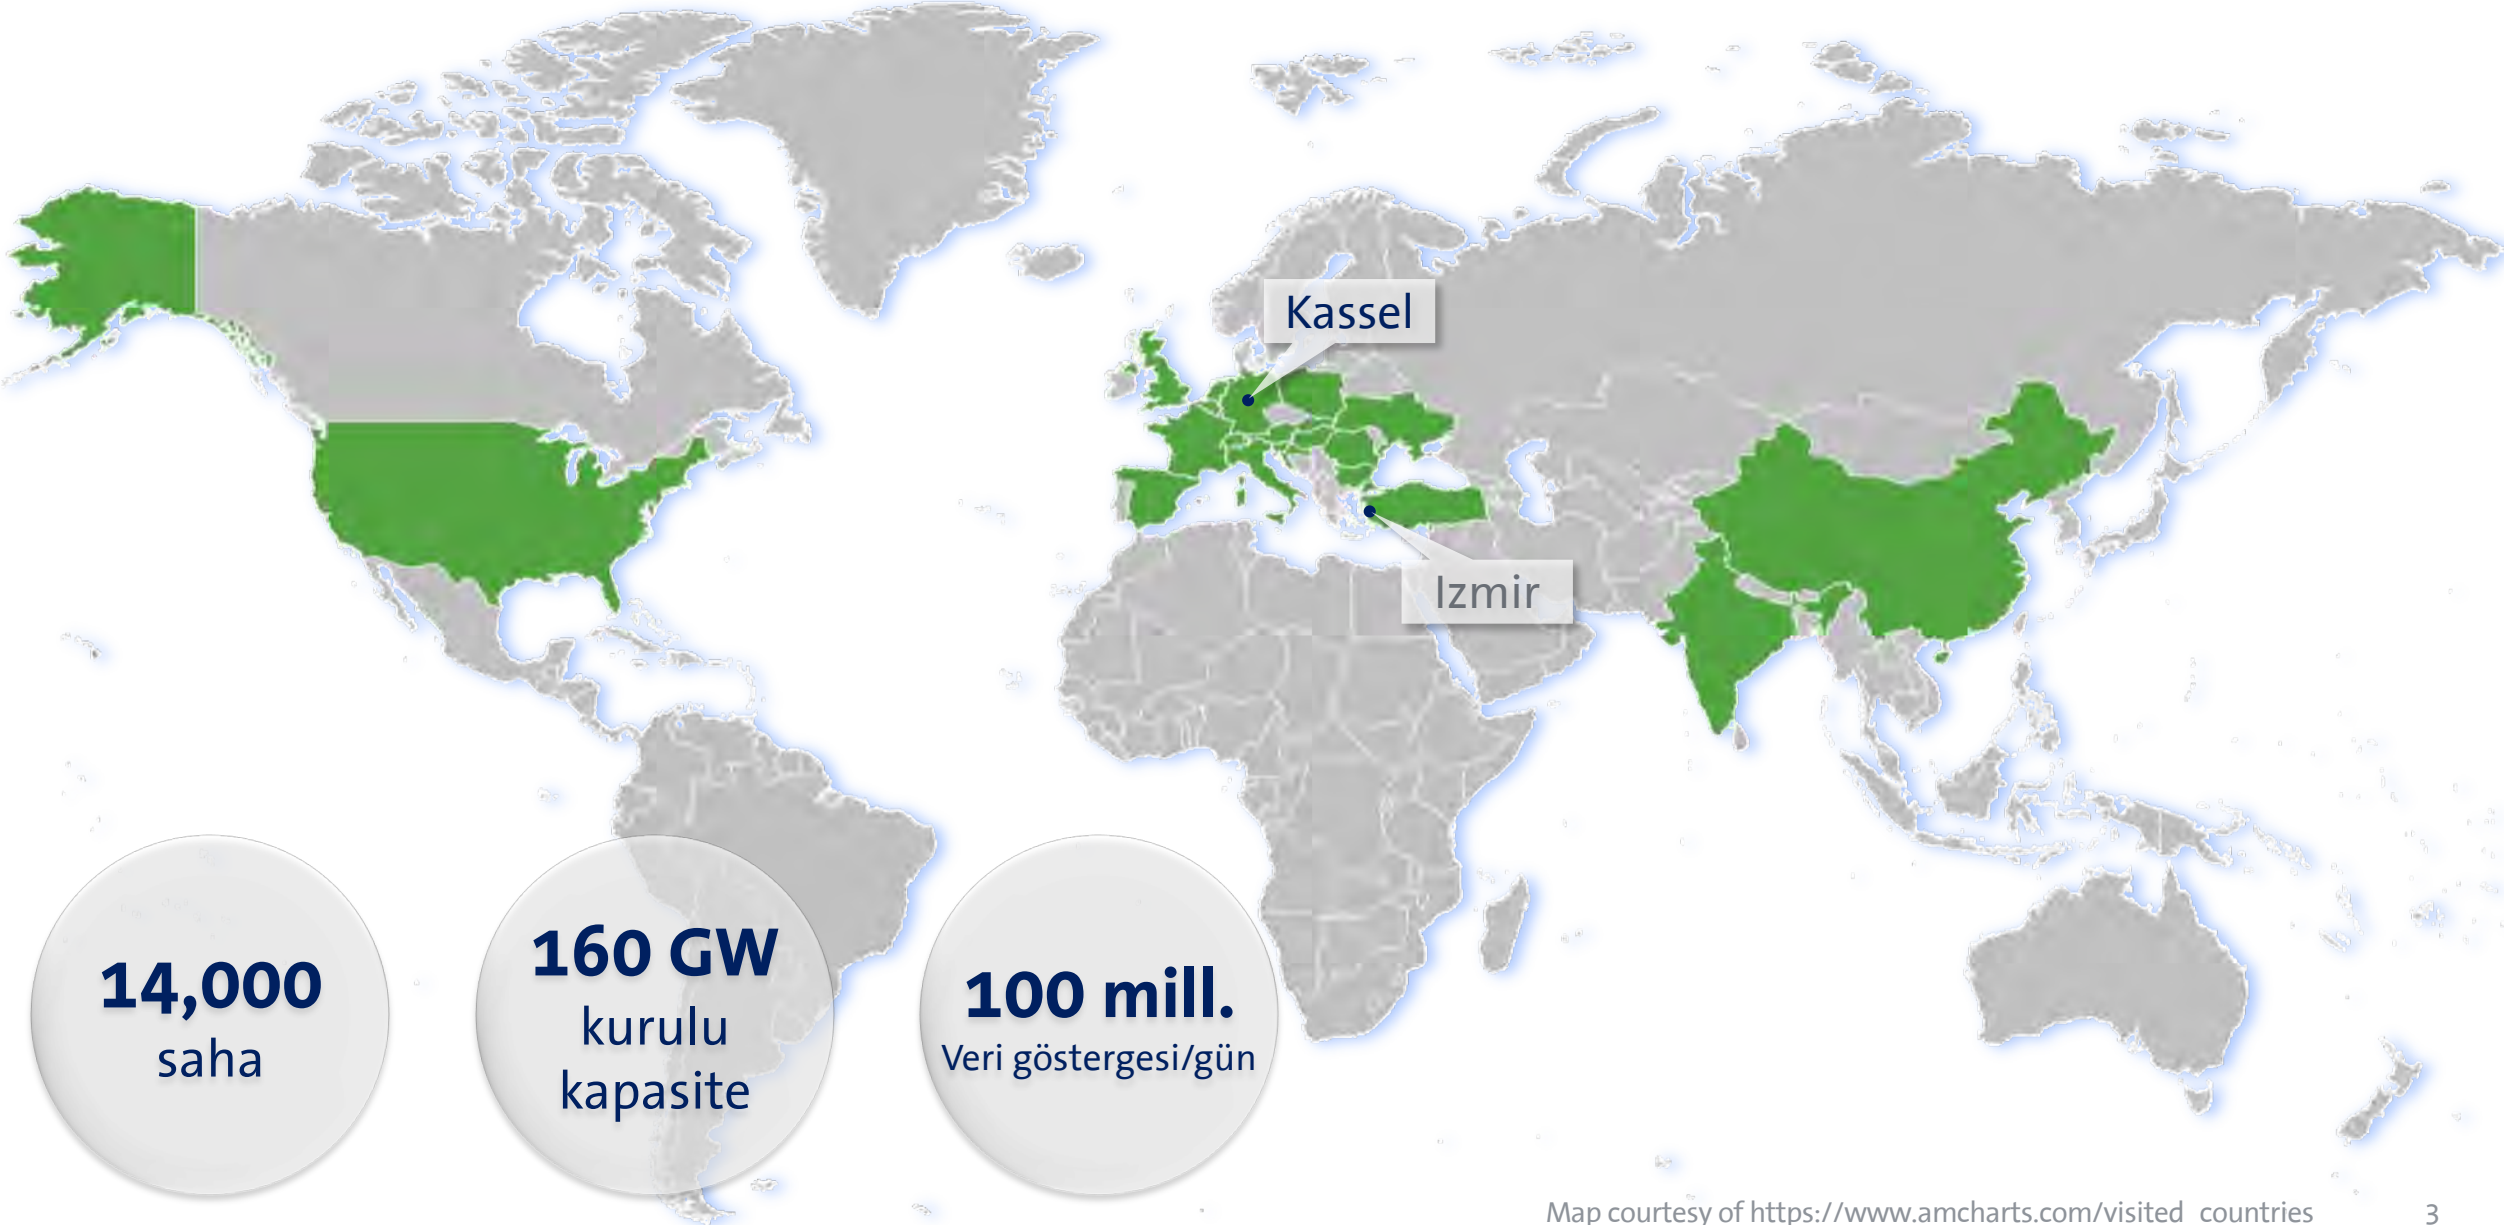 Kassel
Izmir
14,000
saha
160 GW
kurulu
kapasite
100 mill.
Veri göstergesi/gün
Map courtesy of https://www.amcharts.com/visited_countries
3